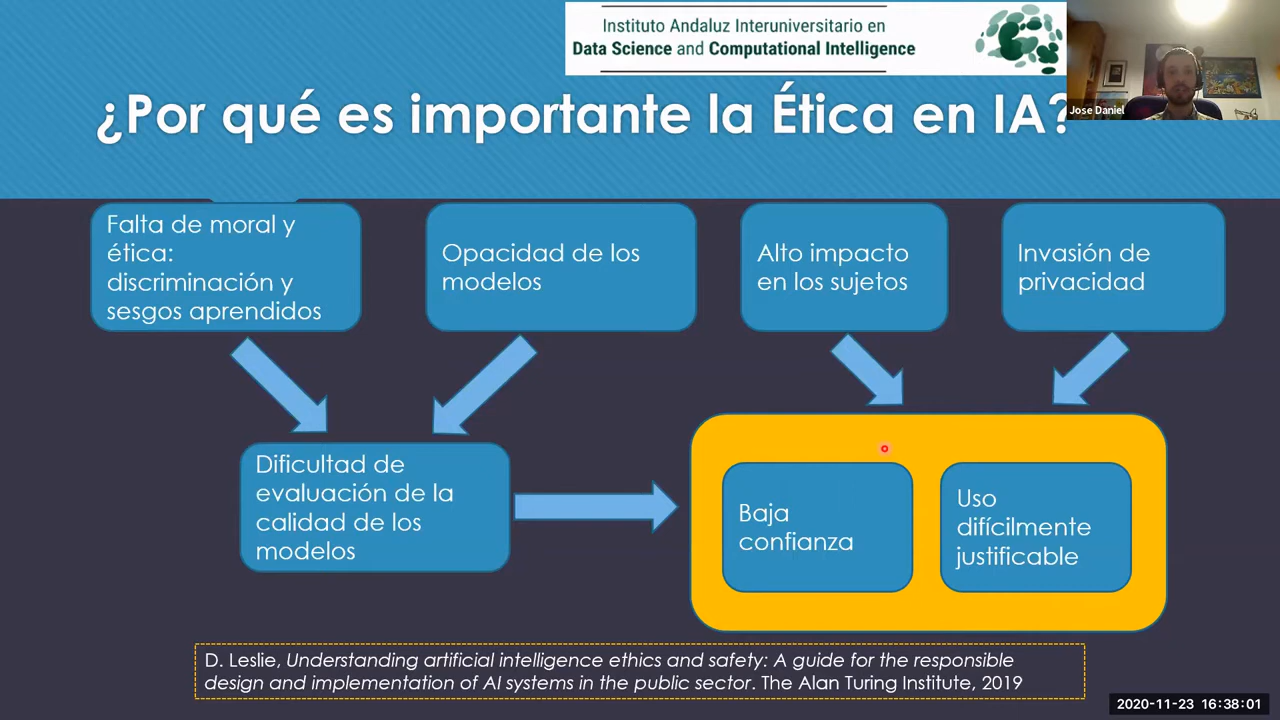 Instituto Andaluz Interuniversitario en
Data Science and Computational Intelligence
Jose Daniel
¿Por qué es importante la Ética en IA?
Falta de moral y
ética:
discriminación y
sesgos aprendidos
Opacidad de los
modelos
Alto impacto
en los sujetos
Invasión de
privacidad
Dificultad de
evaluación de la
calidad de los
modelos
Baja
confianza
Uso
difícilmente
justificable
D. Leslie, Understanding artificial intelligence ethics and safety: A guide for the responsible
design and implementation of AI systems in the public sector. The Alan Turing Institute, 2019
2020-11-23 16:38:01